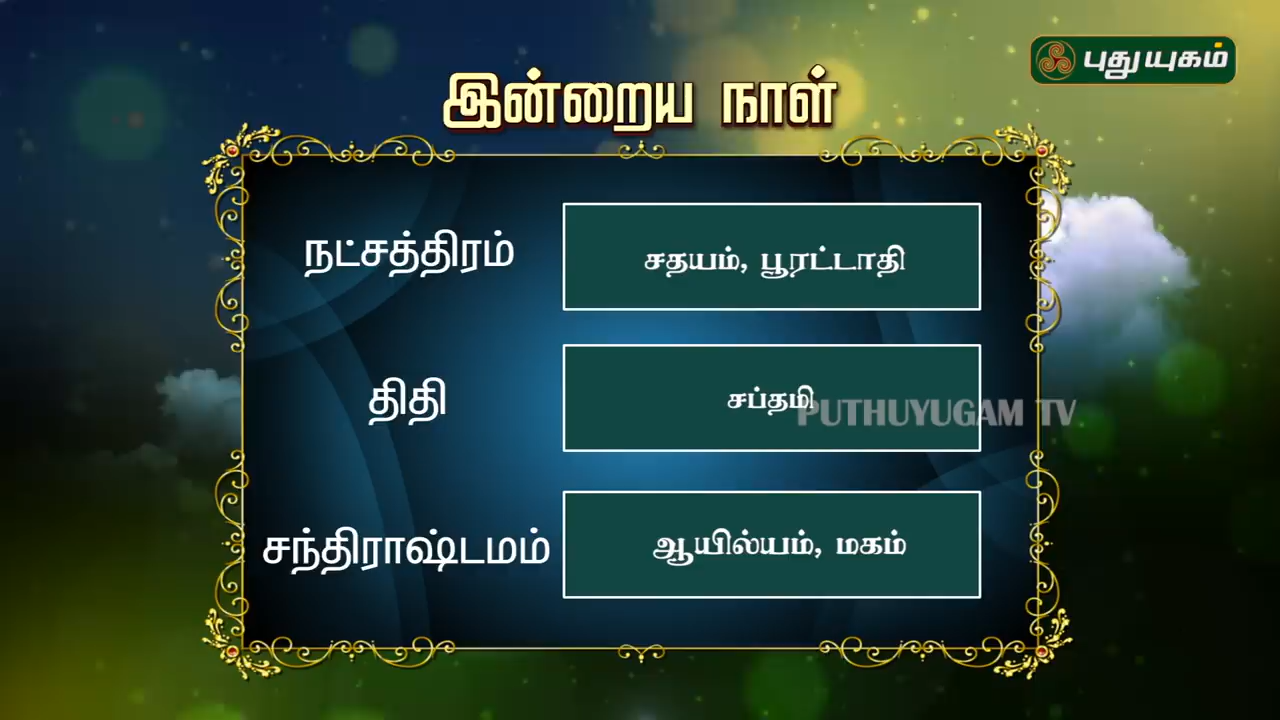 புதுயுகம்
இன்றைய நாள்
நட்சத்திரம்
சதயம், பூரட்டாதி
திதி
சப்தமி
PUTHUYUGAM TV
சந்திராஷ்டமம்
ஆயில்யம், மகம்